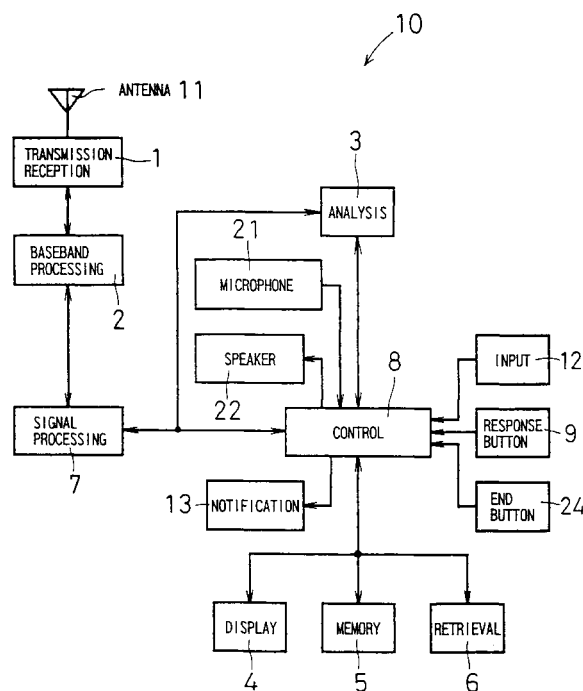 10
ANTENNA 11
TRANSMISSION
RECEPTION
1
3
ANALYSIS
BASEBAND
PROCESSING
2
21
MICROPHONE
SPEAKER
22
8
INPUT
12
SIGNAL
PROCESSING
7
CONTROL
RESPONSE
BUTTON
9
13
NOTIFICATION
END
BUTTON
24
DISPLAY
4
MEMORY
5
RETRIEVAL
6